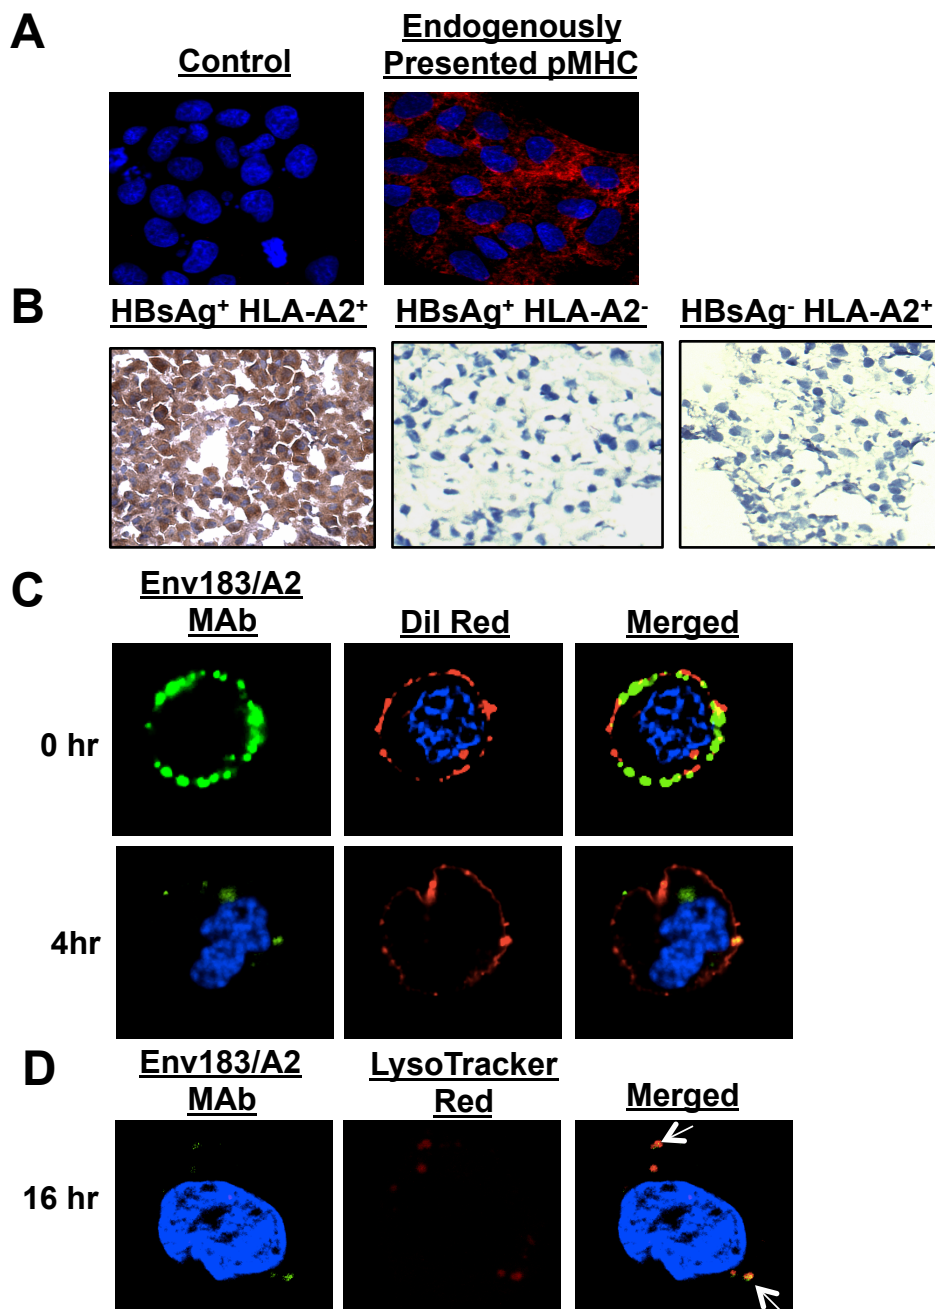 A
Control
Endogenously
Presented pMHC
B
HBsAg⁺ HLA-A2⁺
HBsAg⁺ HLA-A2⁻
HBsAg⁻ HLA-A2⁺
C
Env183/A2
MAb
DiI Red
Merged
0 hr
4hr
D
Env183/A2
MAb
LysoTracker
Red
Merged
16 hr